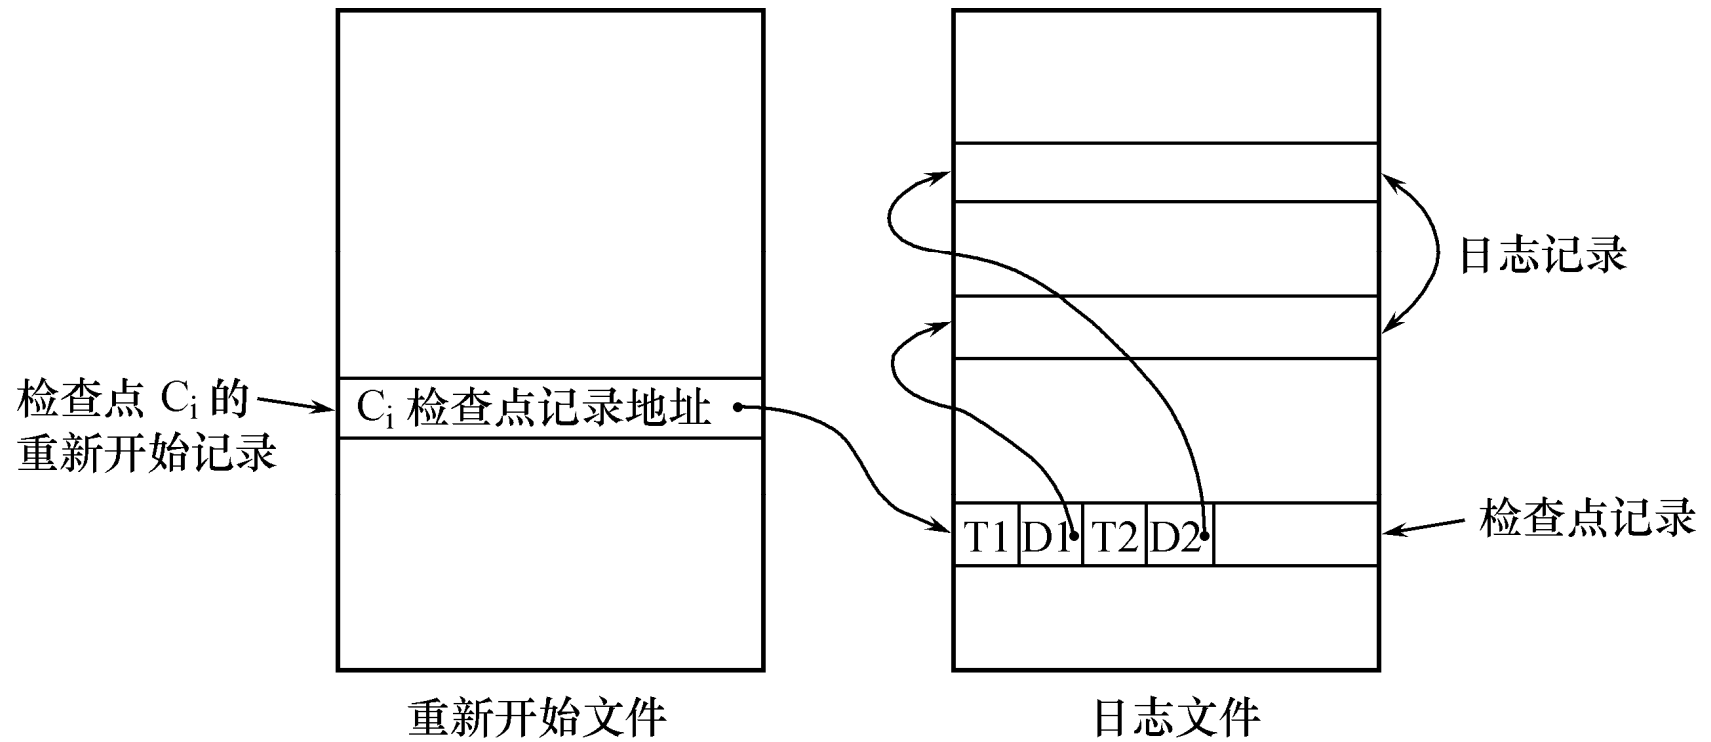 检查点 Ci 的
重新开始记录
Ci 检查点记录地址
重新开始文件
日志记录
T1 D1 T2 D2
检查点记录
日志文件